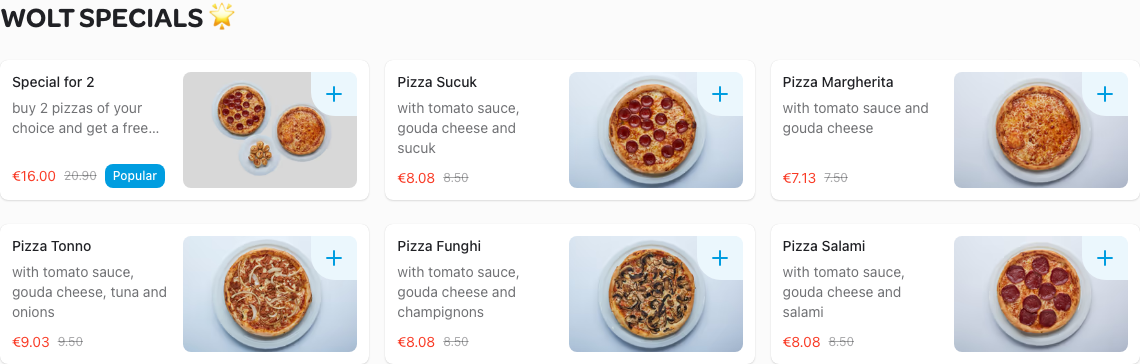 WOLT SPECIALS 🌟
Special for 2
buy 2 pizzas of your
choice and get a free...
€16.00 20.90 Popular
Pizza Sucuk
with tomato sauce,
gouda cheese and
sucuk
€8.08 8.50
Pizza Margherita
with tomato sauce and
gouda cheese
€7.13 7.50
Pizza Tonno
with tomato sauce,
gouda cheese, tuna and
onions
€9.03 9.50
Pizza Funghi
with tomato sauce,
gouda cheese and
champignons
€8.08 8.50
Pizza Salami
with tomato sauce,
gouda cheese and
salami
€8.08 8.50